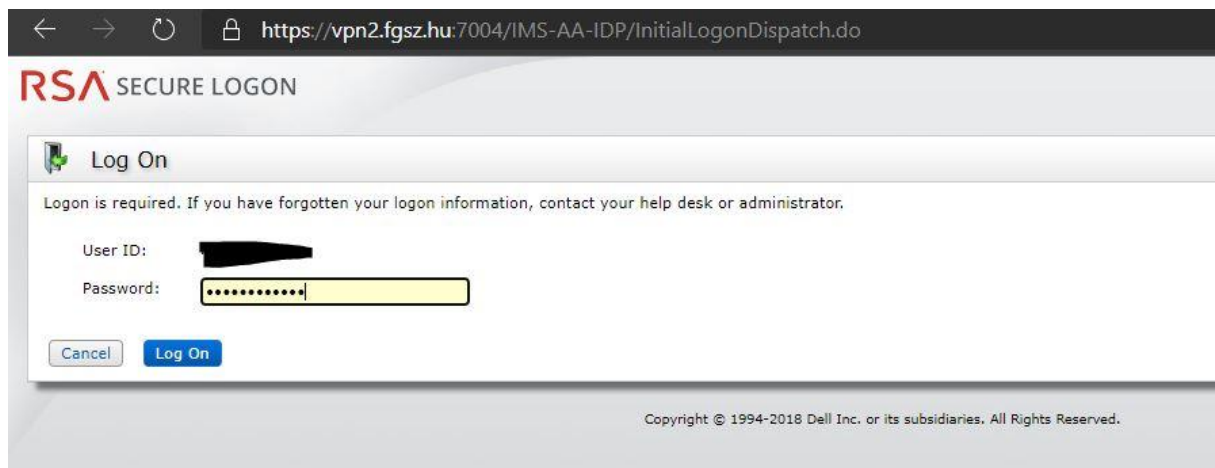 https://vpn2.fgsz.hu:7004/IMS-AA-IDP/InitialLogonDispatch.do
RSA SECURE LOGON
Log On
Logon is required. If you have forgotten your logon information, contact your help desk or administrator.
User ID:
Password: ••••••••••••
Cancel Log On
Copyright © 1994-2018 Dell Inc. or its subsidiaries. All Rights Reserved.